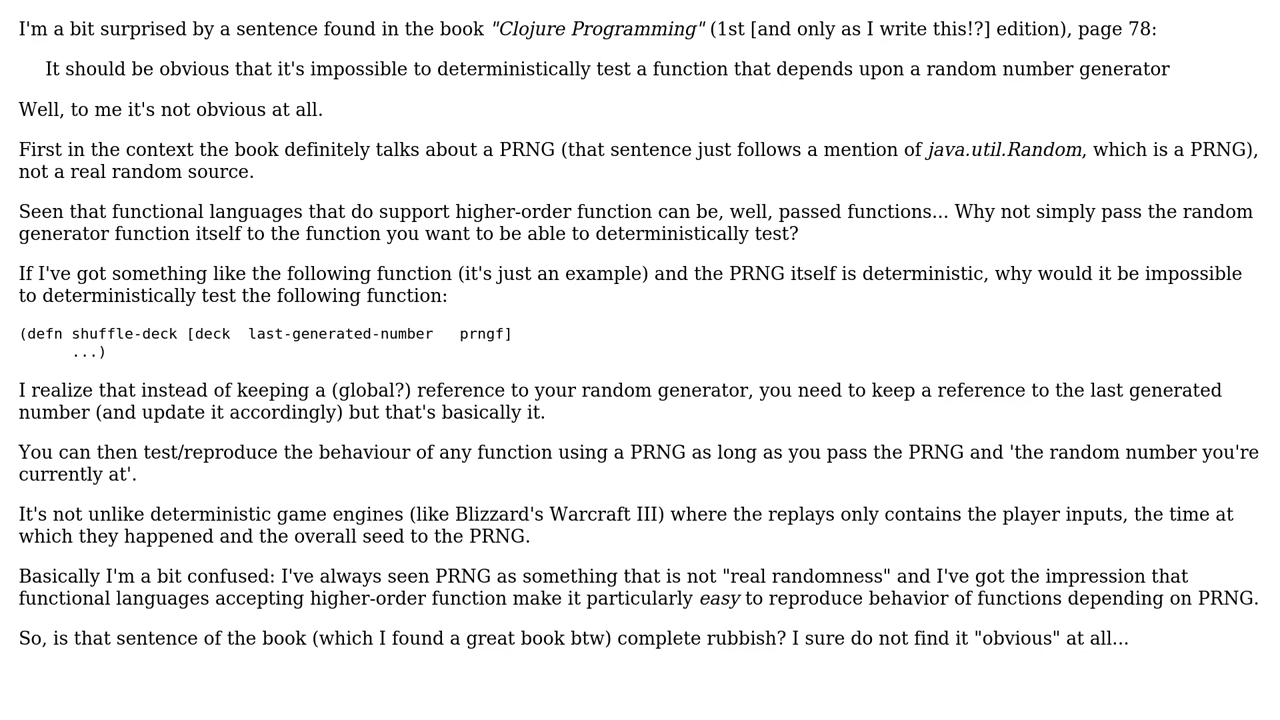 I'm a bit surprised by a sentence found in the book "Clojure Programming" (1st [and only as I write this!?] edition), page 78:
It should be obvious that it's impossible to deterministically test a function that depends upon a random number generator
Well, to me it's not obvious at all.
First in the context the book definitely talks about a PRNG (that sentence just follows a mention of java.util.Random, which is a PRNG),
not a real random source.
Seen that functional languages that do support higher-order function can be, well, passed functions... Why not simply pass the random
generator function itself to the function you want to be able to deterministically test?
If I've got something like the following function (it's just an example) and the PRNG itself is deterministic, why would it be impossible
to deterministically test the following function:
(defn shuffle-deck [deck  last-generated-number   prngf]
      ...)
I realize that instead of keeping a (global?) reference to your random generator, you need to keep a reference to the last generated
number (and update it accordingly) but that's basically it.
You can then test/reproduce the behaviour of any function using a PRNG as long as you pass the PRNG and 'the random number you're
currently at'.
It's not unlike deterministic game engines (like Blizzard's Warcraft III) where the replays only contains the player inputs, the time at
which they happened and the overall seed to the PRNG.
Basically I'm a bit confused: I've always seen PRNG as something that is not "real randomness" and I've got the impression that
functional languages accepting higher-order function make it particularly easy to reproduce behavior of functions depending on PRNG.
So, is that sentence of the book (which I found a great book btw) complete rubbish? I sure do not find it "obvious" at all...